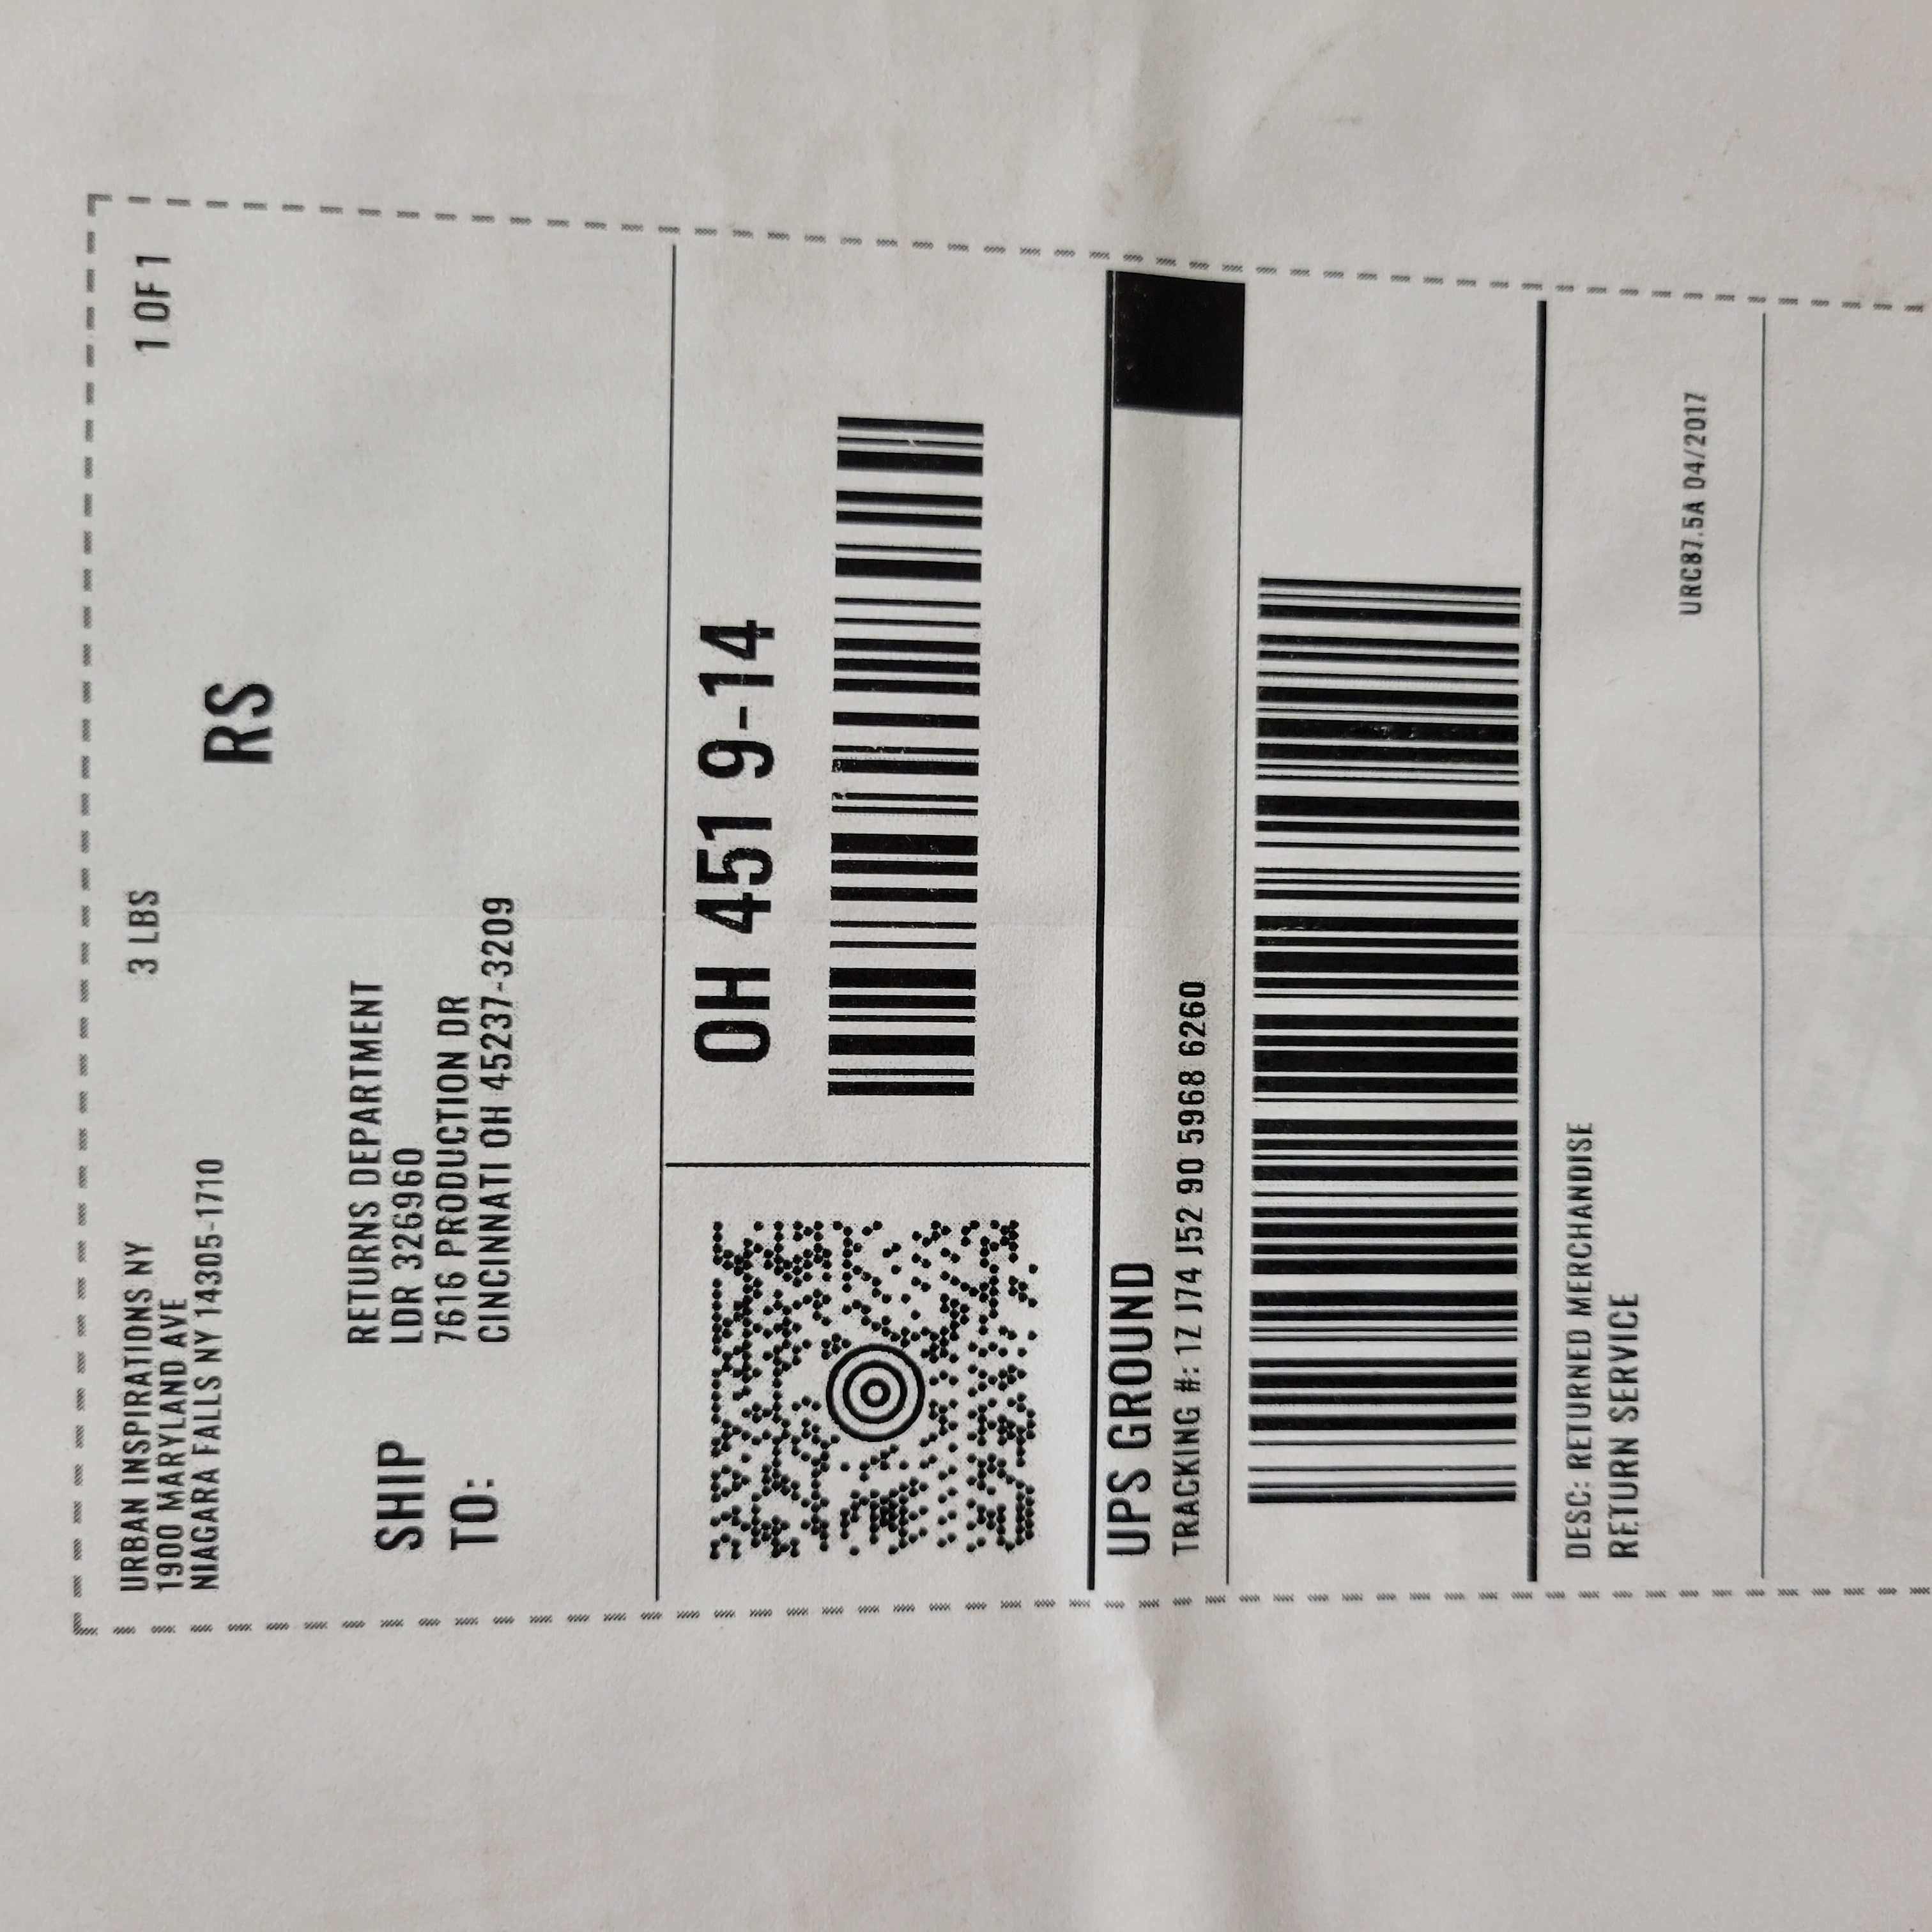 URBAN INSPIRATIONS NY
1900 MARYLAND AVE
NIAGARA FALLS NY 14305-1710
3 LBS
1 OF 1
RS
SHIP
TO:
RETURNS DEPARTMENT
LDR 326960
7616 PRODUCTION DR
CINCINNATI OH 45237-3209
OH 451 9-14
UPS GROUND
TRACKING #: 1Z J74 J52 90 5968 6260
DESC: RETURNED MERCHANDISE
RETURN SERVICE
URC87.5A 04/2017